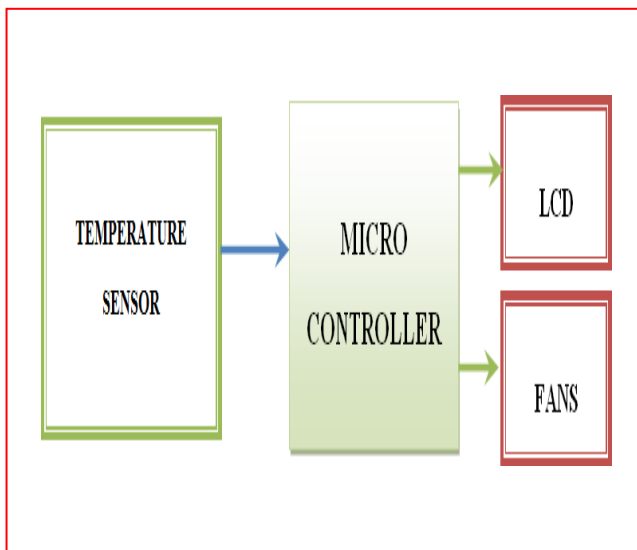 TEMPERATURE
SENSOR
MICRO
CONTROLLER
LCD
FANS